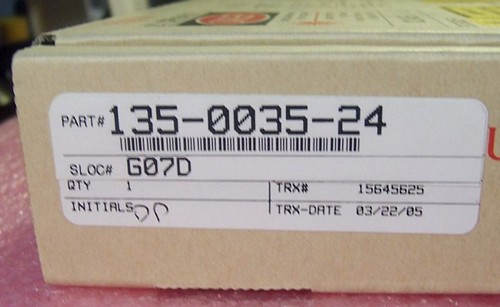 PART# 135-0035-24
SLOC# G07D
QTY 1
TRX# 15645625
INITIALS
TRX-DATE 03/22/05